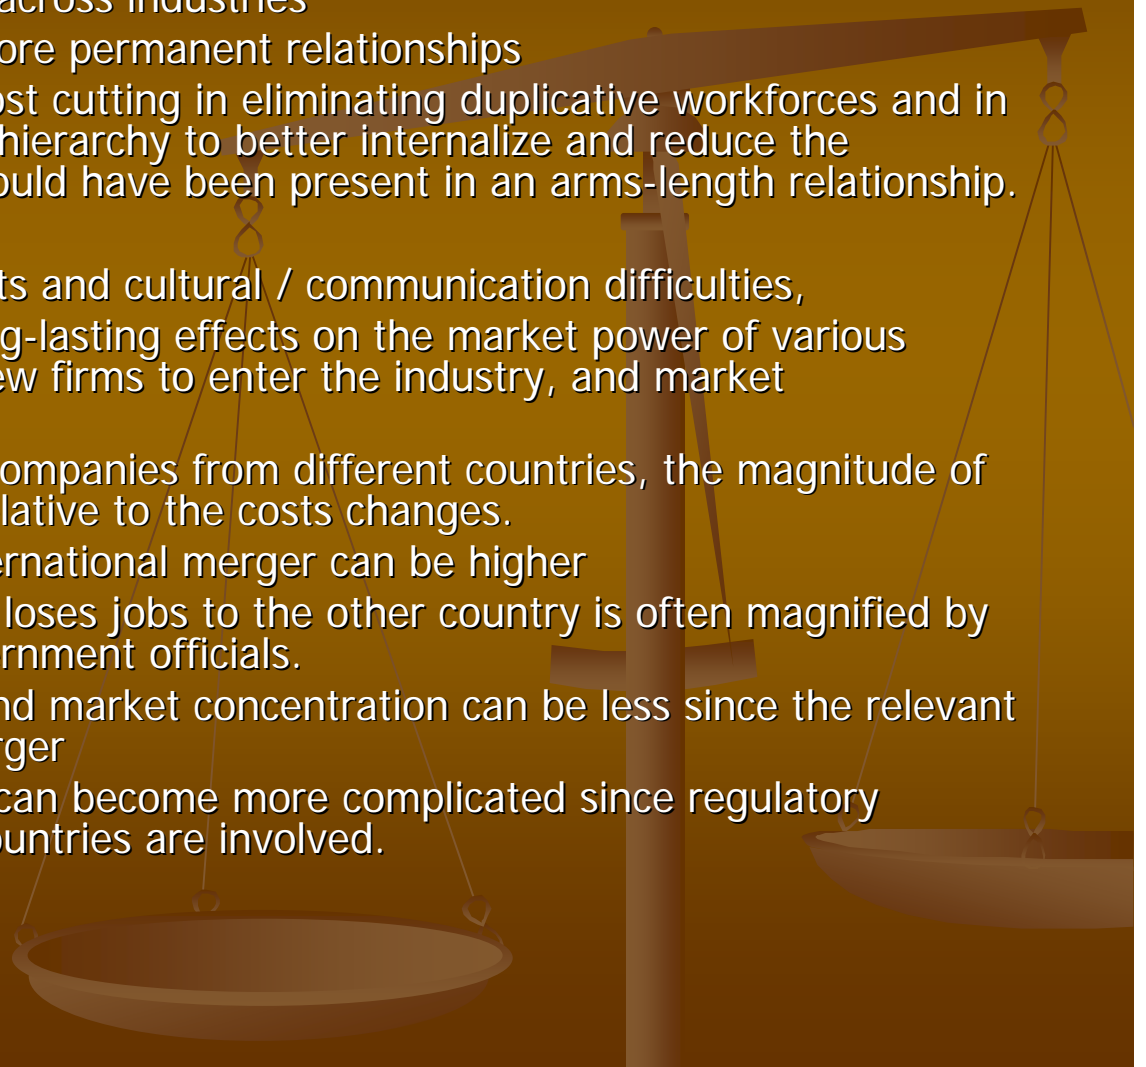 across industries
ore permanent relationships
ost cutting in eliminating duplicative workforces and in
hierarchy to better internalize and reduce the
ould have been present in an arms-length relationship.
ts and cultural / communication difficulties,
g-lasting effects on the market power of various
ew firms to enter the industry, and market
ompanies from different countries, the magnitude of
lative to the costs changes.
ernational merger can be higher
loses jobs to the other country is often magnified by
rnment officials.
nd market concentration can be less since the relevant
rger
can become more complicated since regulatory
ountries are involved.